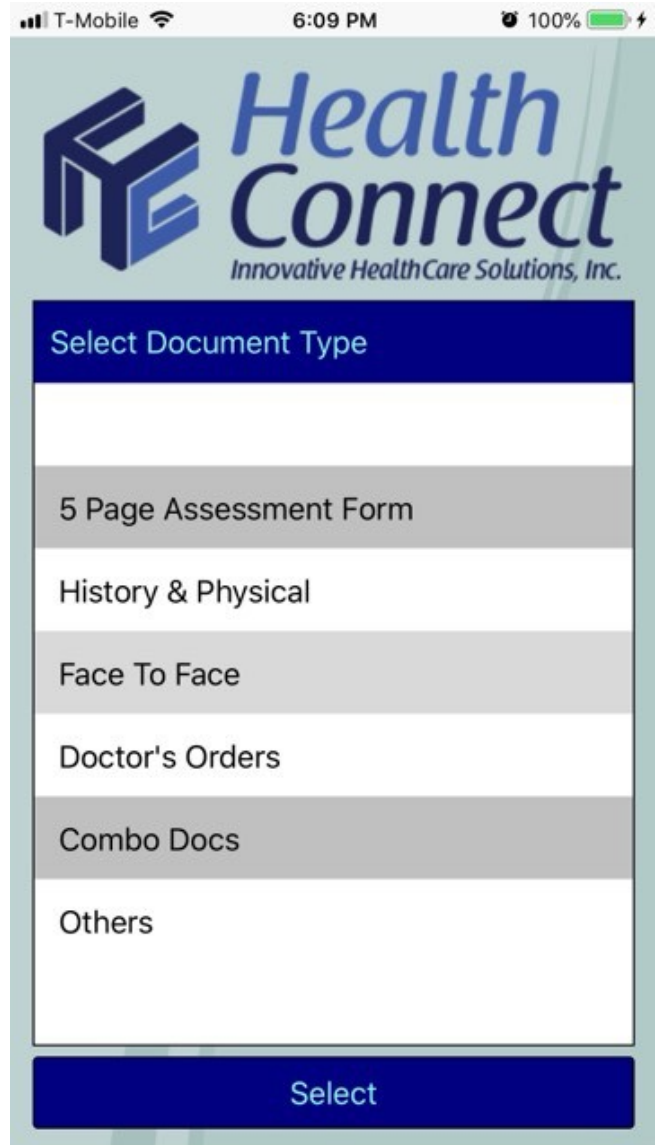 T-Mobile 6:09 PM 100%
Health
Connect
Innovative HealthCare Solutions, Inc.
Select Document Type
5 Page Assessment Form
History & Physical
Face To Face
Doctor's Orders
Combo Docs
Others
Select